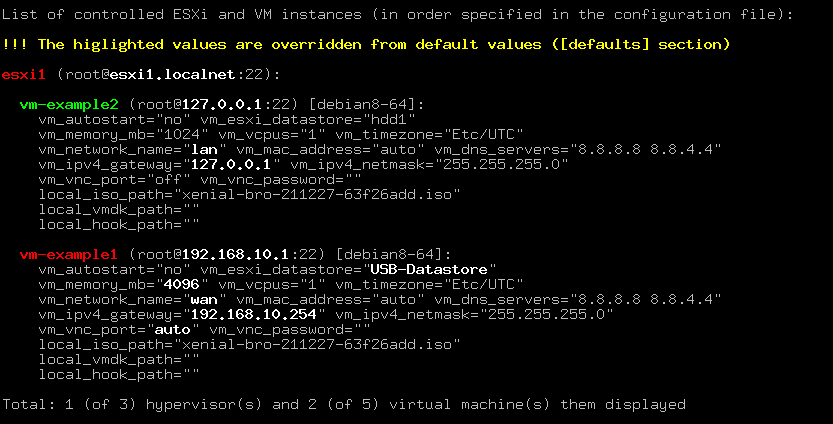 List of controlled ESXi and VM instances (in order specified in the configuration file):
!!! The higlighted values are overridden from default values ([defaults] section)
esxi1 (root@esxi1.localnet:22):
vm-example2 (root@127.0.0.1:22) [debian8-64]:
vm_autostart="no" vm_esxi_datastore="hdd1"
vm_memory_mb="1024" vm_vcpus="1" vm_timezone="Etc/UTC"
vm_network_name="lan" vm_mac_address="auto" vm_dns_servers="8.8.8.8 8.8.4.4"
vm_ipv4_gateway="127.0.0.1" vm_ipv4_netmask="255.255.255.0"
vm_vnc_port="off" vm_vnc_password=""
local_iso_path="xenial-bro-211227-63f26add.iso"
local_vmdk_path=""
local_hook_path=""
vm-example1 (root@192.168.10.1:22) [debian8-64]:
vm_autostart="no" vm_esxi_datastore="USB-Datastore"
vm_memory_mb="4096" vm_vcpus="1" vm_timezone="Etc/UTC"
vm_network_name="wan" vm_mac_address="auto" vm_dns_servers="8.8.8.8 8.8.4.4"
vm_ipv4_gateway="192.168.10.254" vm_ipv4_netmask="255.255.255.0"
vm_vnc_port="auto" vm_vnc_password=""
local_iso_path="xenial-bro-211227-63f26add.iso"
local_vmdk_path=""
local_hook_path=""
Total: 1 (of 3) hypervisor(s) and 2 (of 5) virtual machine(s) them displayed